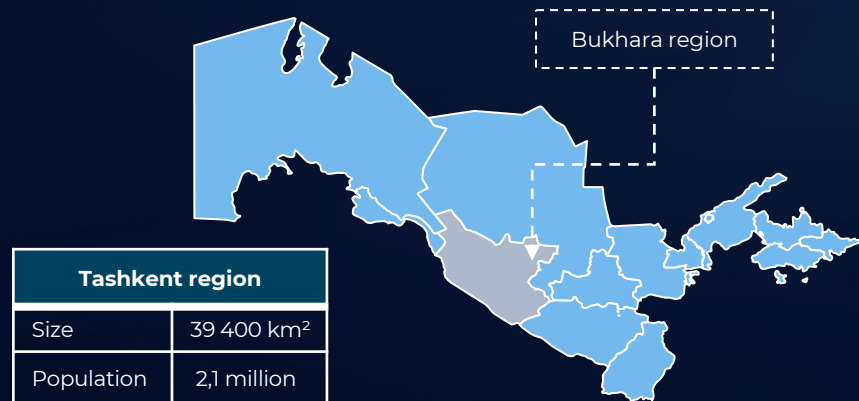 Bukhara region
Tashkent region
Size 39 400 km²
Population 2,1 million